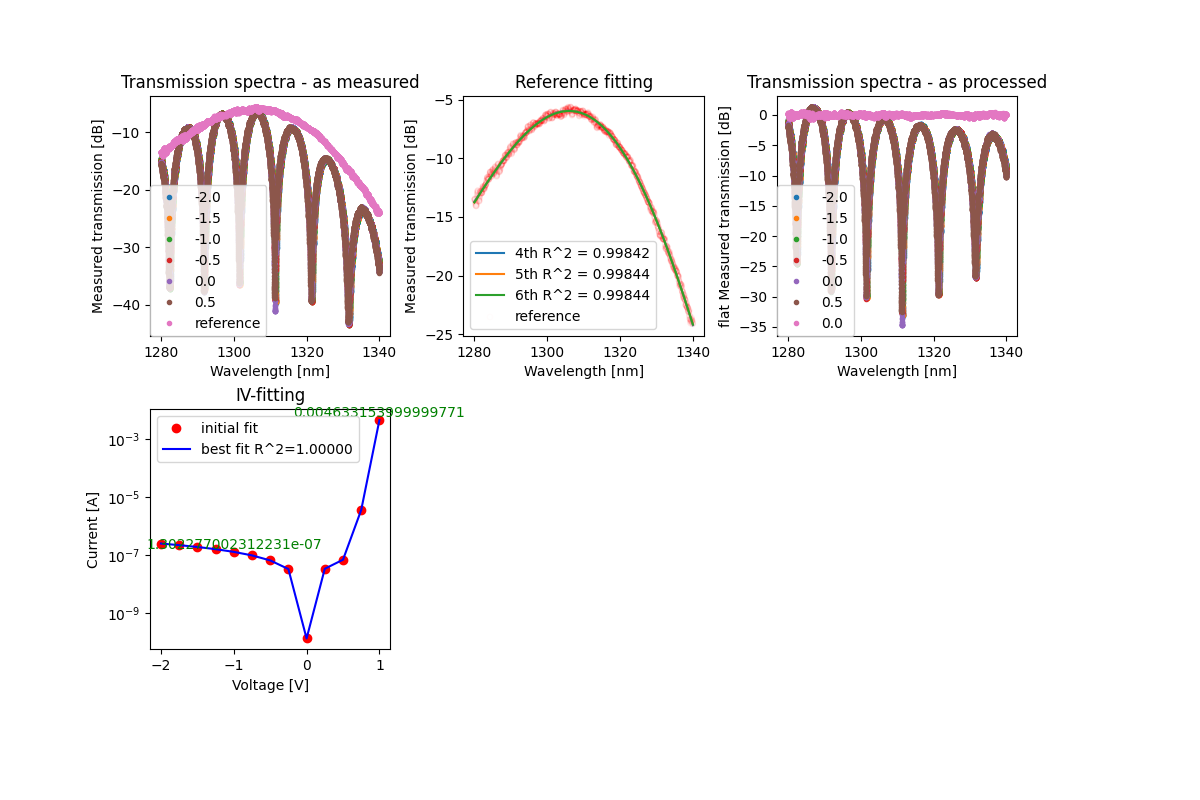 Transmission spectra - as measured
Measured transmission [dB]
−10
−20
−30
−40
-2.0
-1.5
-1.0
-0.5
0.0
0.5
reference
1280
1300
1320
1340
Wavelength [nm]
Reference fitting
Measured transmission [dB]
−5
−10
−15
−20
−25
4th R^2 = 0.99842
5th R^2 = 0.99844
6th R^2 = 0.99844
reference
1280
1300
1320
1340
Wavelength [nm]
Transmission spectra - as processed
flat Measured transmission [dB]
0
−5
−10
−15
−20
−25
−30
−35
-2.0
-1.5
-1.0
-0.5
0.0
0.5
0.0
1280
1300
1320
1340
Wavelength [nm]
IV-fitting
0.004633153999999771
initial fit
best fit R^2=1.00000
Current [A]
10−3
10−5
10−7
10−9
−2
−1
0
1
Voltage [V]